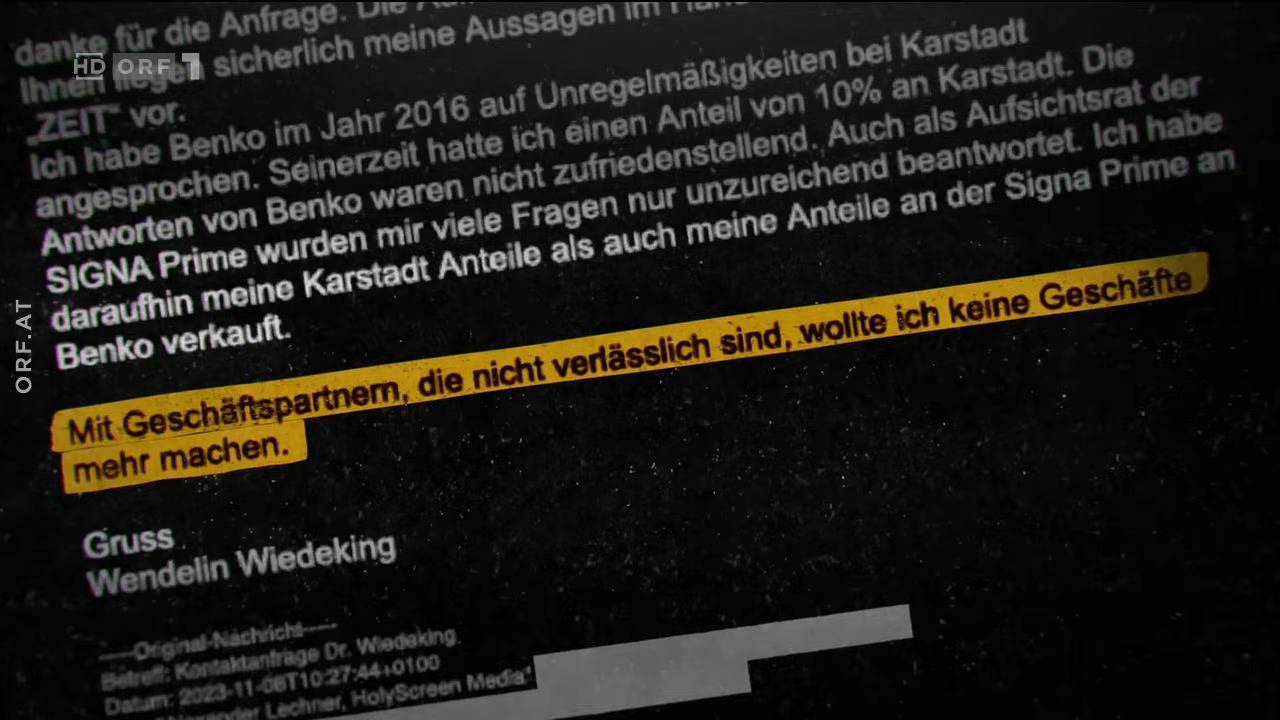 danke für die Anfrage. Die
Ihnen liegen sicherlich meine Aussagen im
„ZEIT“ vor.
Ich habe Benko im Jahr 2016 auf Unregelmäßigkeiten bei Karstadt
angesprochen. Seinerzeit hatte ich einen Anteil von 10% an Karstadt. Die
Antworten von Benko waren nicht zufriedenstellend. Auch als Aufsichtsrat der
SIGNA Prime wurden mir viele Fragen nur unzureichend beantwortet. Ich habe
daraufhin meine Karstadt Anteile als auch meine Anteile an der Signa Prime an
Benko verkauft.
Mit Geschäftspartnern, die nicht verlässlich sind, wollte ich keine Geschäfte
mehr machen.
Gruss
Wendelin Wiedeking
-----Original-Nachricht-----
Betreff: Kontaktanfrage Dr. Wiedeking
Datum: 2023-11-06T10:27:44+0100
Lechner, HolyScreen Media"
HD ORF 1
ORF.AT